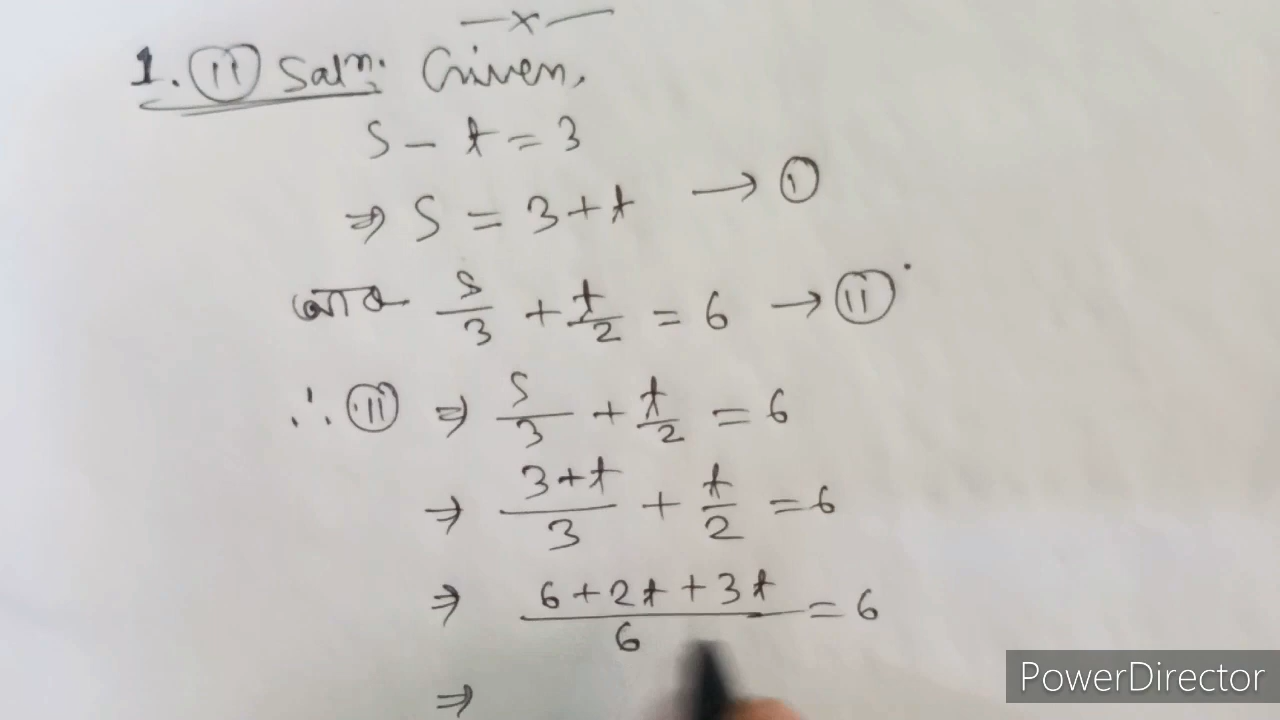 —x—
1. (ii) Solⁿ. Given,
s - t = 3
⇒ s = 3 + t → (i)
আৰু s/3 + t/2 = 6 → (ii)
∴ (ii) ⇒ s/3 + t/2 = 6
⇒ (3+t)/3 + t/2 = 6
⇒ (6+2t+3t)/6 = 6
⇒
PowerDirector